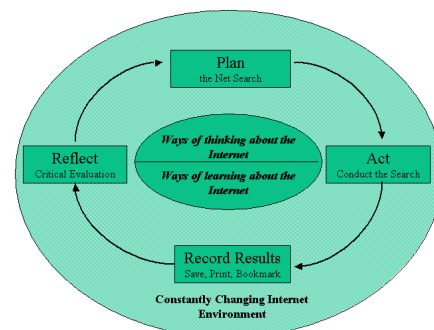 Plan
the Net Search
Ways of thinking about the
Internet
Ways of learning about the
Internet
Reflect
Critical Evaluation
Act
Conduct the Search
Record Results
Save, Print, Bookmark
Constantly Changing Internet
Environment